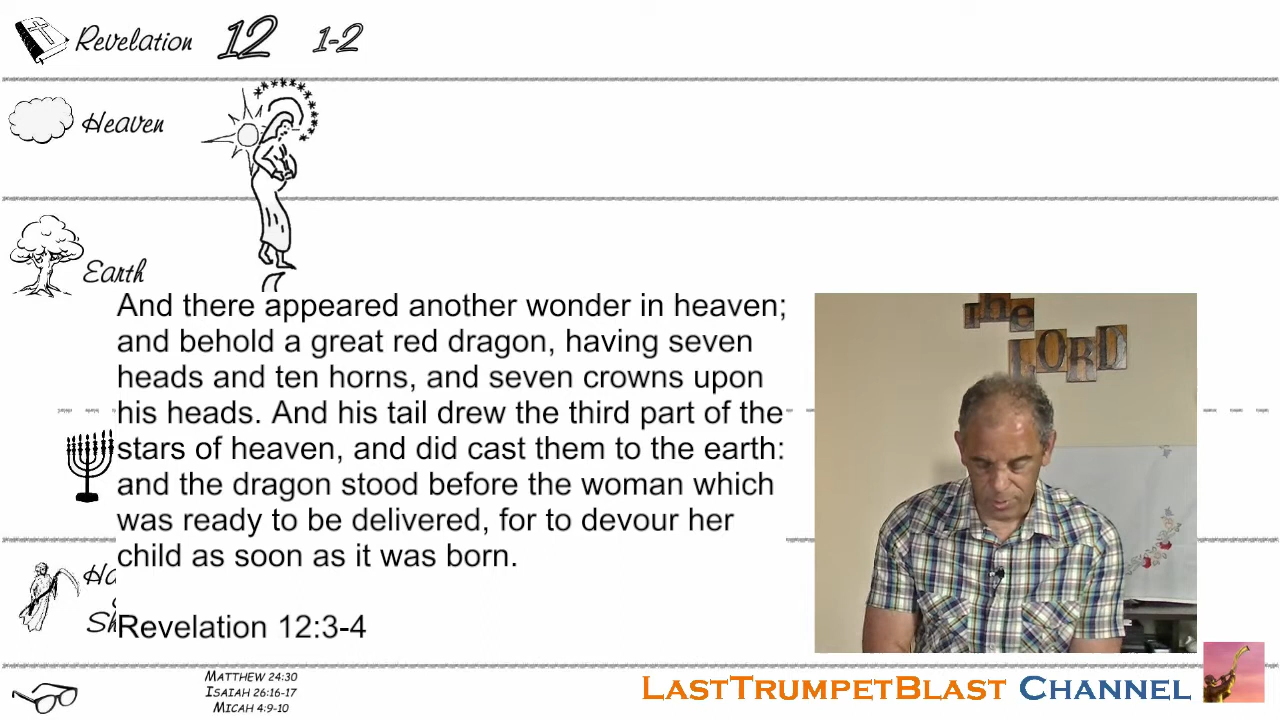 Revelation 12 1-2
Heaven
Earth
And there appeared another wonder in heaven;
and behold a great red dragon, having seven
heads and ten horns, and seven crowns upon
his heads. And his tail drew the third part of the
stars of heaven, and did cast them to the earth:
and the dragon stood before the woman which
was ready to be delivered, for to devour her
child as soon as it was born.
Revelation 12:3-4
The
LORD
MATTHEW 24:30
ISAIAH 26:16-17
MICAH 4:9-10
LASTTRUMPETBLAST CHANNEL